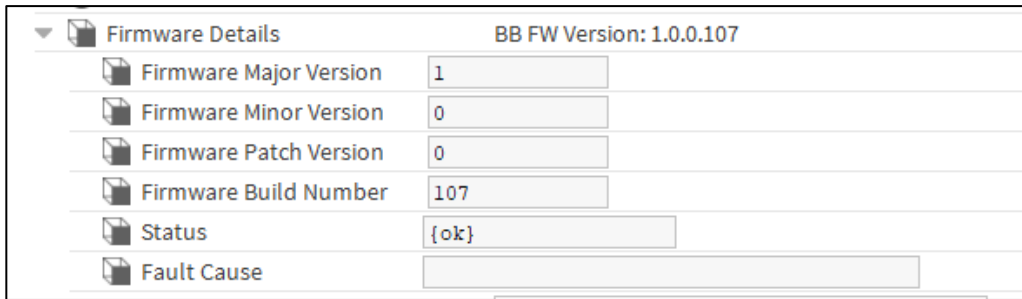 Firmware Details BB FW Version: 1.0.0.107
Firmware Major Version 1
Firmware Minor Version 0
Firmware Patch Version 0
Firmware Build Number 107
Status {ok}
Fault Cause